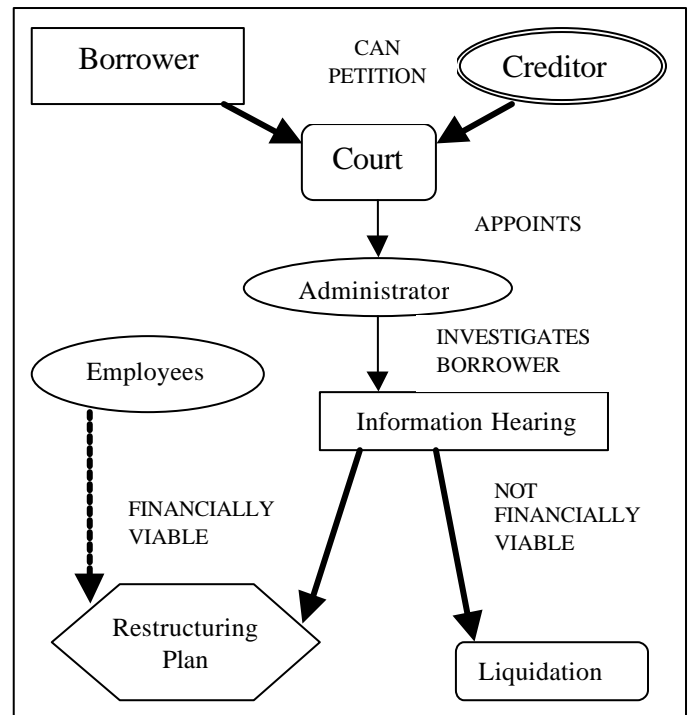 Borrower
CAN
PETITION
Creditor
Court
APPOINTS
Administrator
INVESTIGATES
BORROWER
Employees
Information Hearing
FINANCIALLY
VIABLE
NOT
FINANCIALLY
VIABLE
Restructuring
Plan
Liquidation